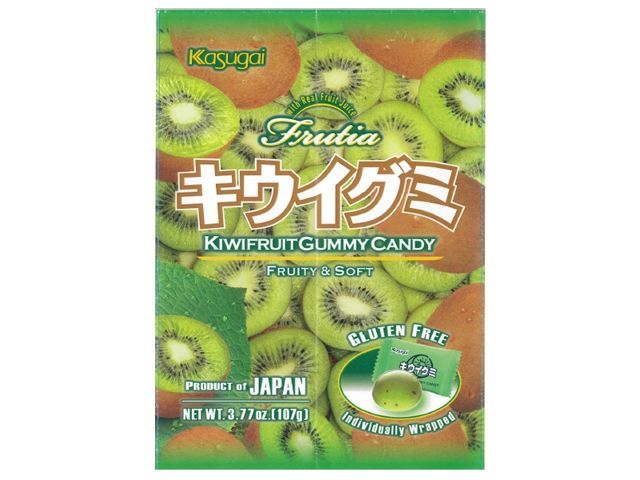 Kasugai
with Real Fruit Juice
Frutia
キウイグミ
KIWIFRUIT GUMMY CANDY
FRUITY & SOFT
GLUTEN FREE
Kasugai
キウイグミ
Individually Wrapped
PRODUCT of JAPAN
NET WT. 3.77oz. (107g)